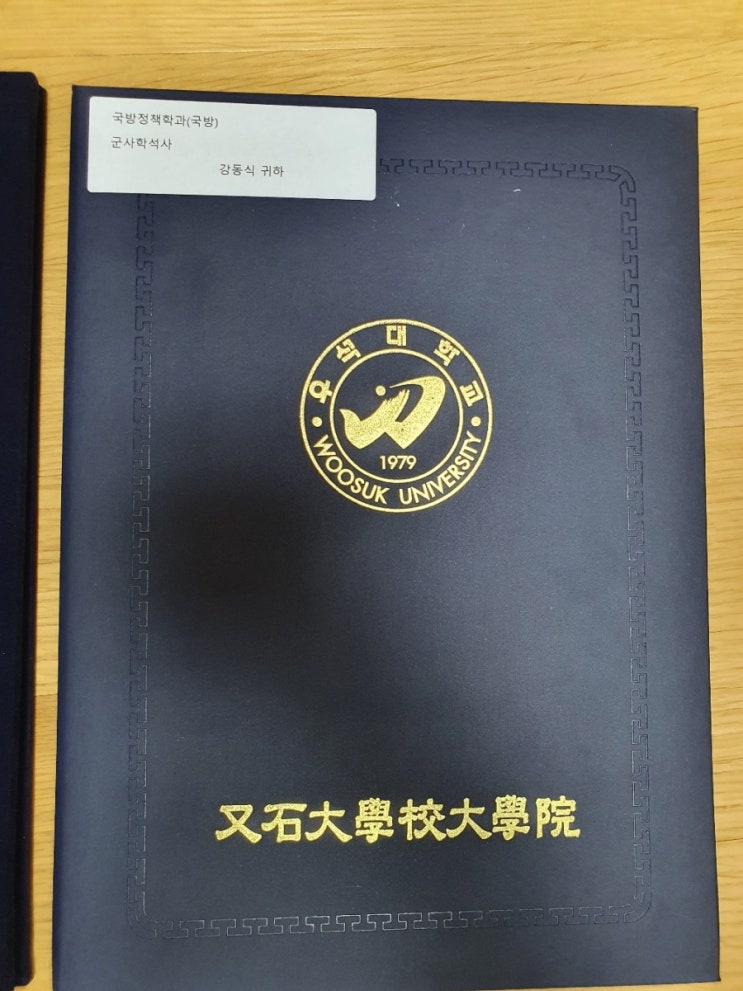 국방정책학과(국방)
군사학석사
강동식 귀하
우석대학교
1979
WOOSUK UNIVERSITY
又石大學校大學院